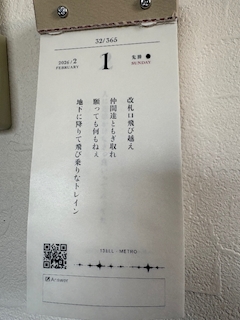 32/365
2026・2
FEBRUARY
1
先勝 ●
SUNDAY
改札口飛び越え
仲間達ともぎ取れ
願っても何もねぇ
地下に降りて飛び乗りなトレイン
Answer